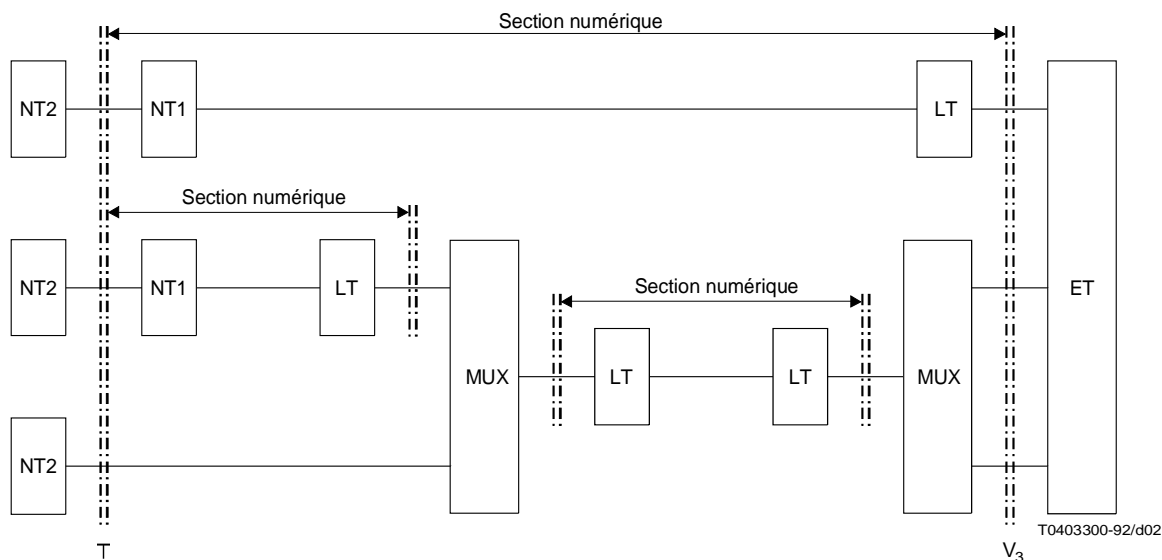 Section numérique
NT2
NT1
LT
Section numérique
NT2
NT1
LT
Section numérique
ET
MUX
LT
LT
MUX
NT2
T0403300-92/d02
T
V3